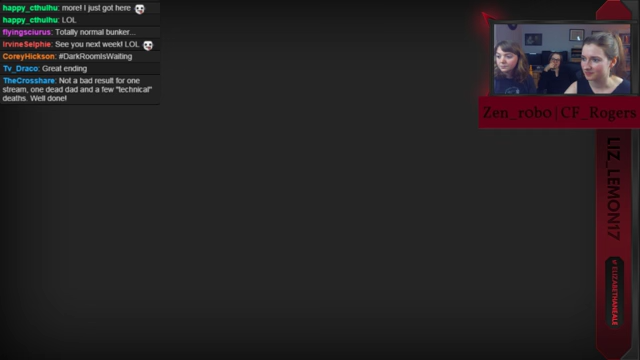 happy_cthulhu: more! I just got here
happy_cthulhu: LOL
flyingsciurus: Totally normal bunker...
IrvineSelphie: See you next week! LOL
CoreyHickson: #DarkRoomIsWaiting
Tv_Draco: Great ending
TheCrosshare: Not a bad result for one
stream, one dead dad and a few "technical"
deaths. Well done!
Zen_robo|CF_Rogers
LIZ_LEMON17
@ELIZABETHANEALE